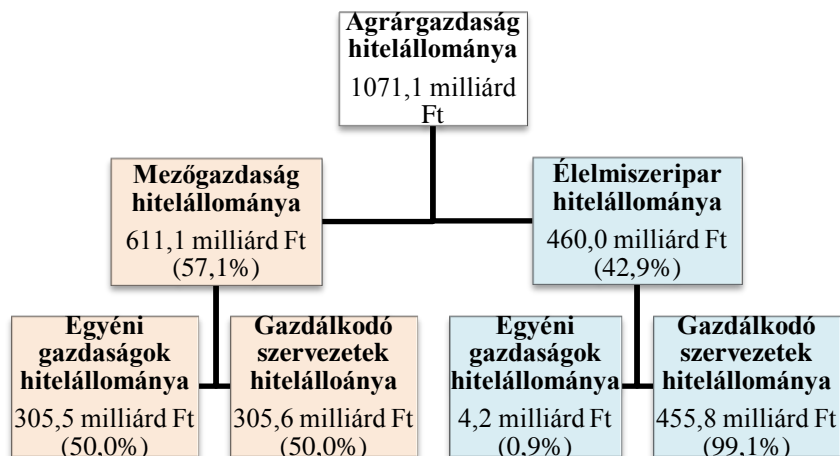 Agrárgazdaság
hitelállománya
1071,1 milliárd
Ft
Mezőgazdaság
hitelállománya
611,1 milliárd Ft
(57,1%)
Élelmiszeripar
hitelállománya
460,0 milliárd Ft
(42,9%)
Egyéni
gazdaságok
hitelállománya
305,5 milliárd Ft
(50,0%)
Gazdálkodó
szervezetek
hitelálloánya
305,6 milliárd Ft
(50,0%)
Egyéni
gazdaságok
hitelállománya
4,2 milliárd Ft
(0,9%)
Gazdálkodó
szervezetek
hitelállománya
455,8 milliárd Ft
(99,1%)